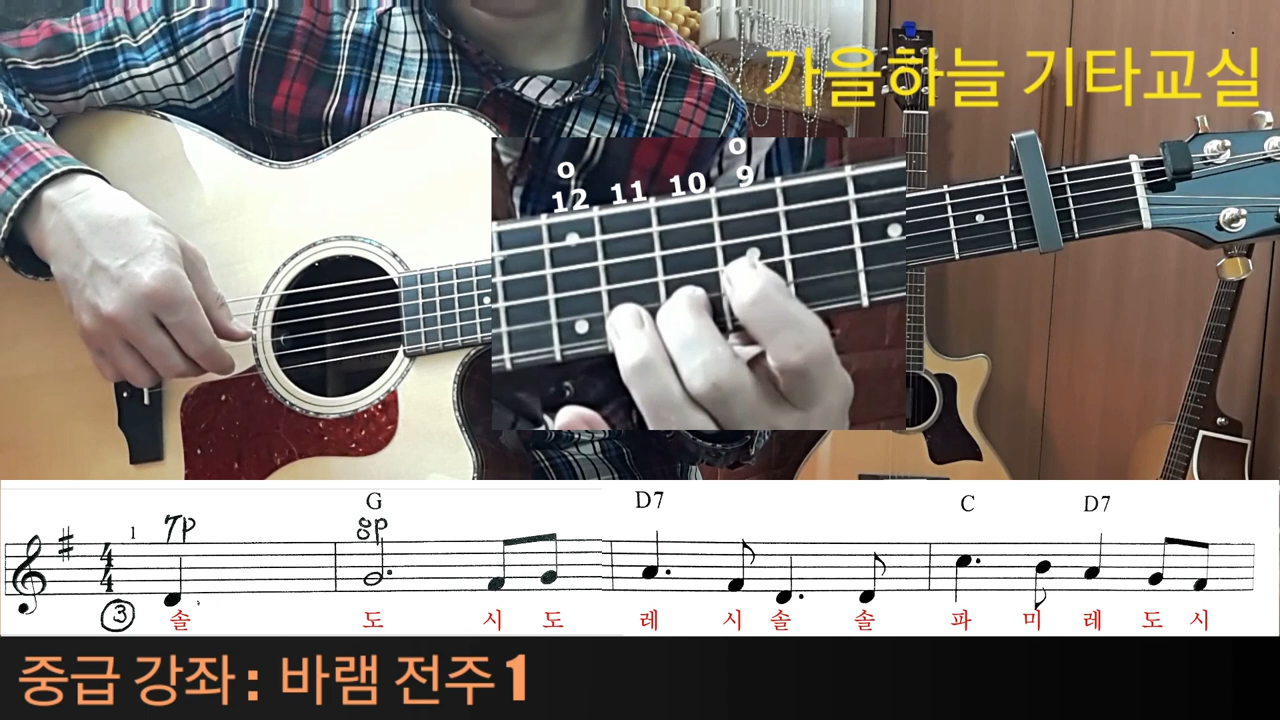 가을하늘 기타교실
o o
12 11 10 9
G D7 C D7
7P 8P
1
4
4
③ 솔 도 시 도 레 시 솔 솔 파 미 레 도 시
중급 강좌 : 바램 전주 1